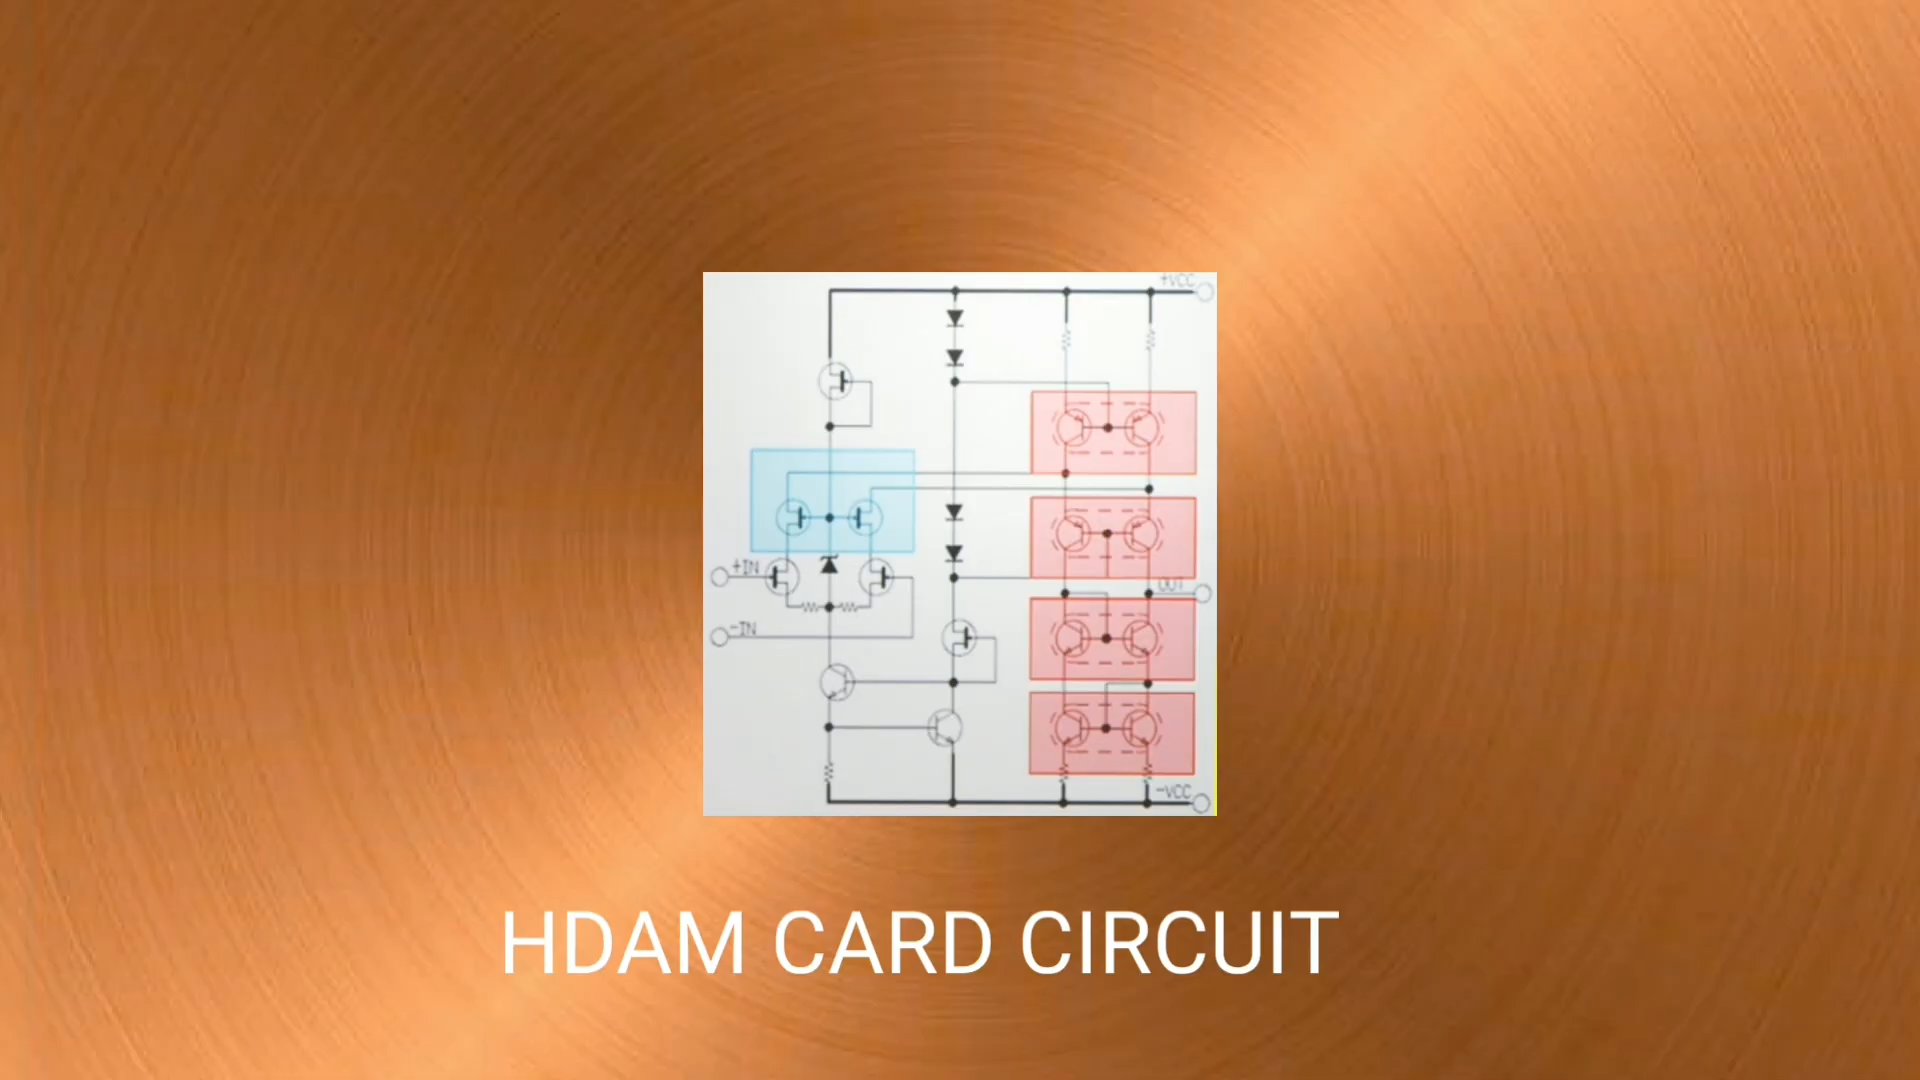 +VCC
+IN
OUT
-IN
-VCC
HDAM CARD CIRCUIT